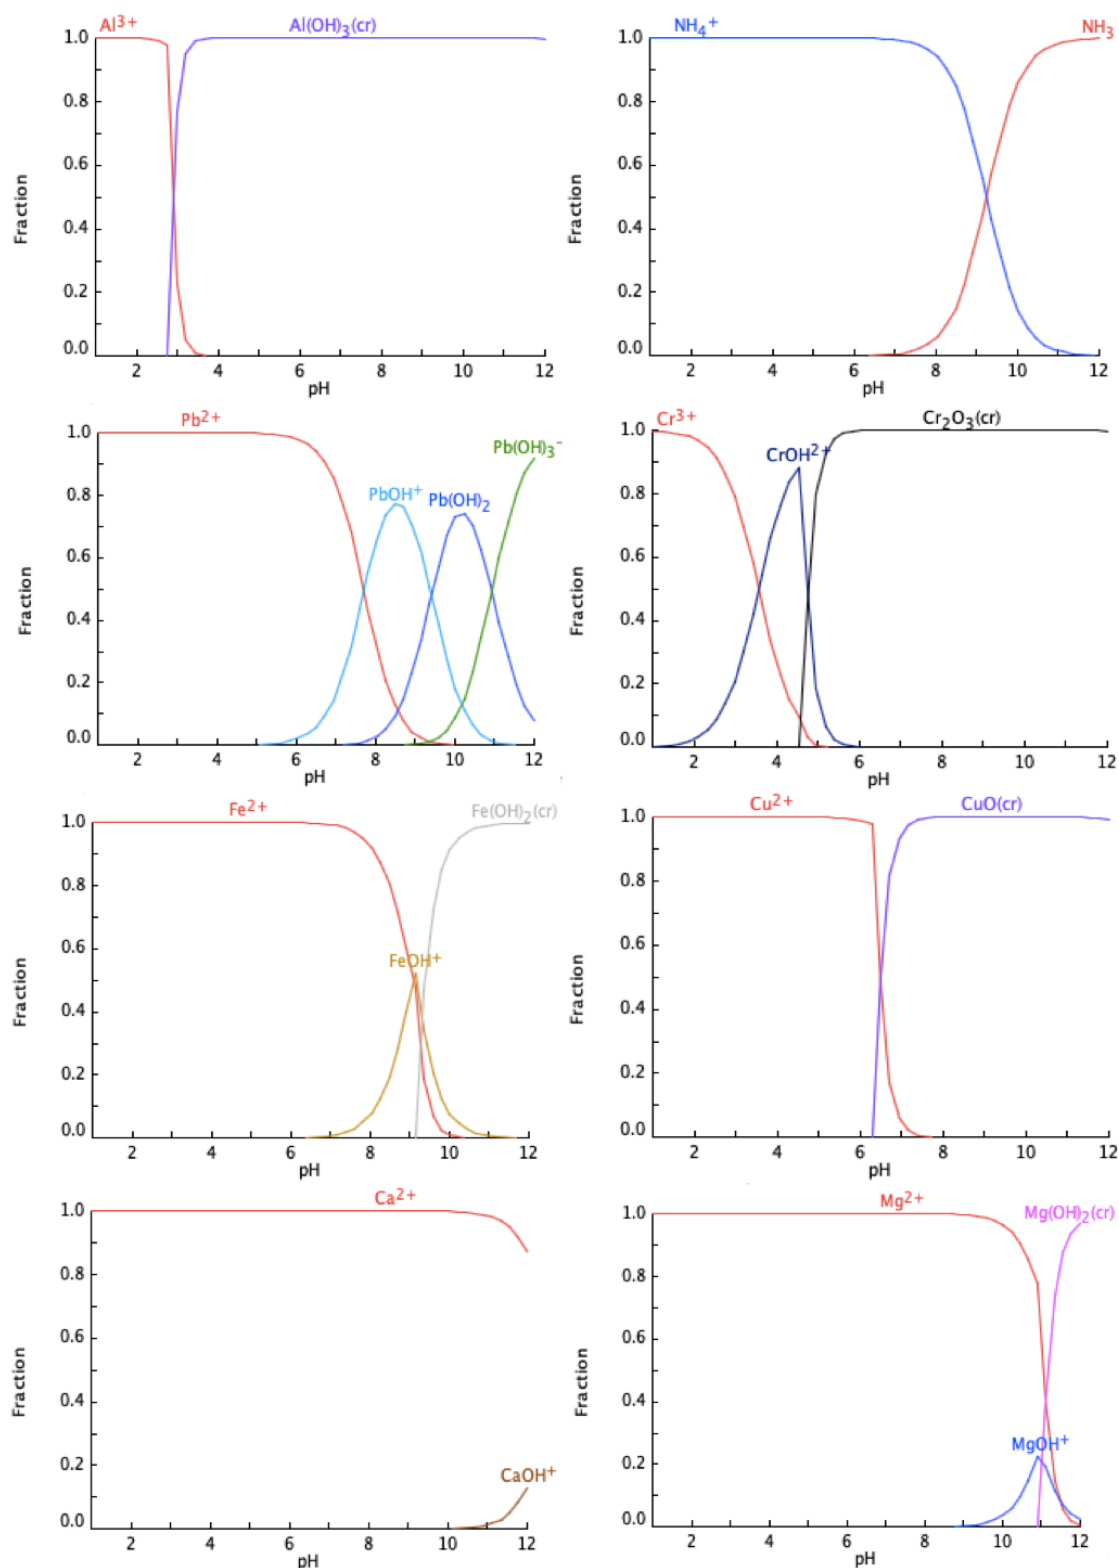 Al³⁺ Al(OH)₃(cr)
1.0
0.8
0.6
0.4
0.2
0.0
Fraction
2 4 6 8 10 12
pH
NH₄⁺ NH₃
1.0
0.8
0.6
0.4
0.2
0.0
Fraction
2 4 6 8 10 12
pH
Pb²⁺
Pb(OH)₃⁻
PbOH⁺ Pb(OH)₂
1.0
0.8
0.6
0.4
0.2
0.0
Fraction
2 4 6 8 10 12
pH
Cr³⁺ Cr₂O₃(cr)
CrOH²⁺
1.0
0.8
0.6
0.4
0.2
0.0
Fraction
2 4 6 8 10 12
pH
Fe²⁺ Fe(OH)₂(cr)
FeOH⁺
1.0
0.8
0.6
0.4
0.2
0.0
Fraction
2 4 6 8 10 12
pH
Cu²⁺ CuO(cr)
1.0
0.8
0.6
0.4
0.2
0.0
Fraction
2 4 6 8 10 12
pH
Ca²⁺
CaOH⁺
1.0
0.8
0.6
0.4
0.2
0.0
Fraction
2 4 6 8 10 12
pH
Mg²⁺ Mg(OH)₂(cr)
MgOH⁺
1.0
0.8
0.6
0.4
0.2
0.0
Fraction
2 4 6 8 10 12
pH